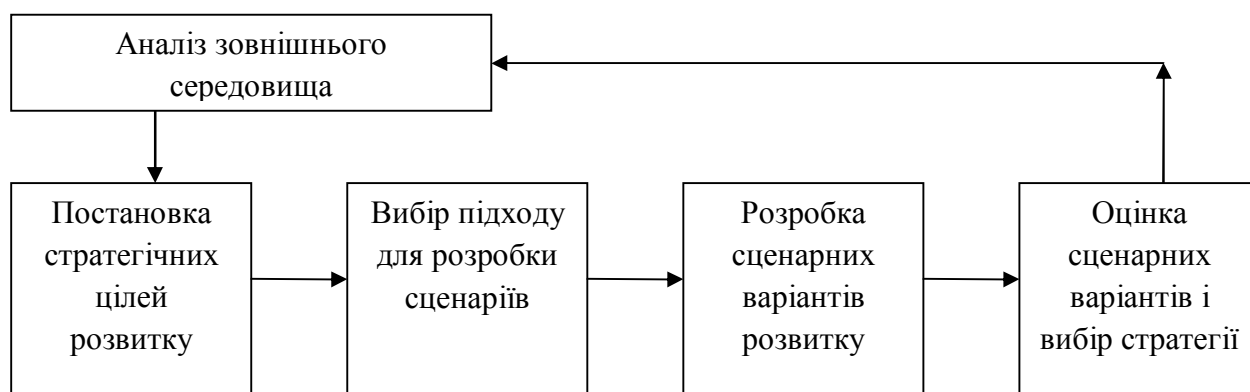 Аналіз зовнішнього
середовища
Постановка
стратегічних
цілей
розвитку
Вибір підходу
для розробки
сценаріїв
Розробка
сценарних
варіантів
розвитку
Оцінка
сценарних
варіантів і
вибір стратегії